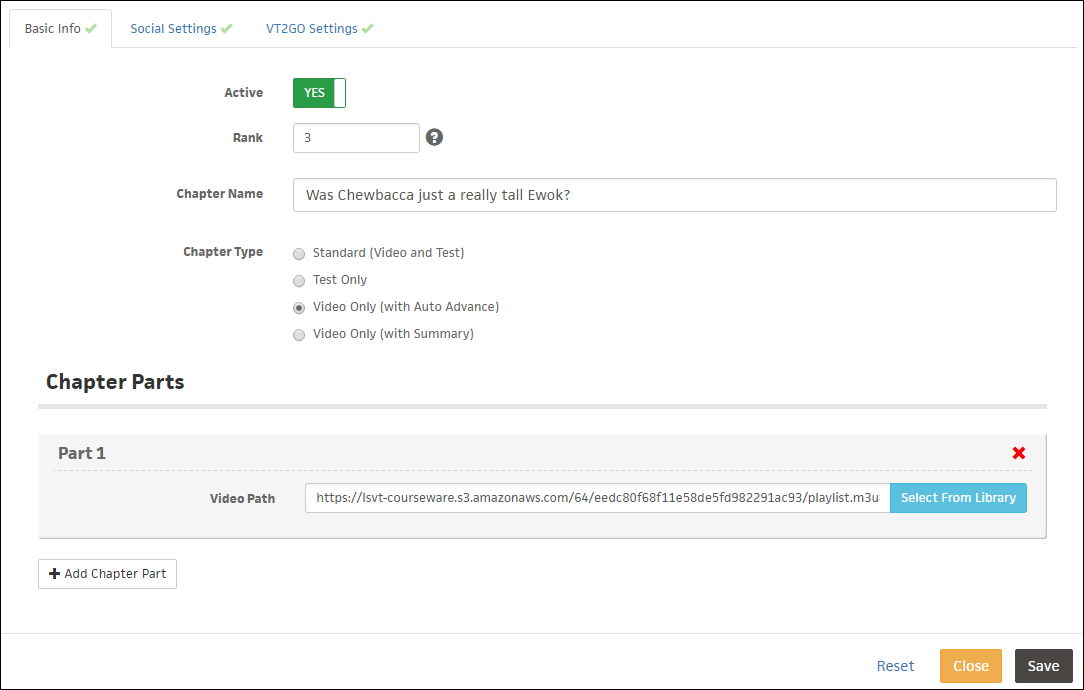 Basic Info Social Settings VT2GO Settings
Active YES
Rank 3 ?
Chapter Name Was Chewbacca just a really tall Ewok?
Chapter Type Standard (Video and Test)
Test Only
Video Only (with Auto Advance)
Video Only (with Summary)
Chapter Parts
Part 1
Video Path https://lsvt-courseware.s3.amazonaws.com/64/eedc80f68f11e58de5fd982291ac93/playlist.m3u Select From Library
Add Chapter Part
Reset Close Save